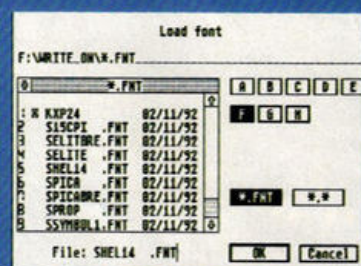 Load font
F:\WRITE_ON\*.FNT
*.FNT
A B C D E
KXP24 02/11/92
S15CPI .FNT 02/11/92
SELITBRE.FNT 02/11/92
SELITE .FNT 02/11/92
SHEL14 .FNT 02/11/92
SPICA .FNT 02/11/92
SPICABRE.FNT 02/11/92
SPROP .FNT 02/11/92
SSYMBOL1.FNT 02/11/92
F G M
*.FNT *.*
File: SHEL14 .FNT
OK Cancel